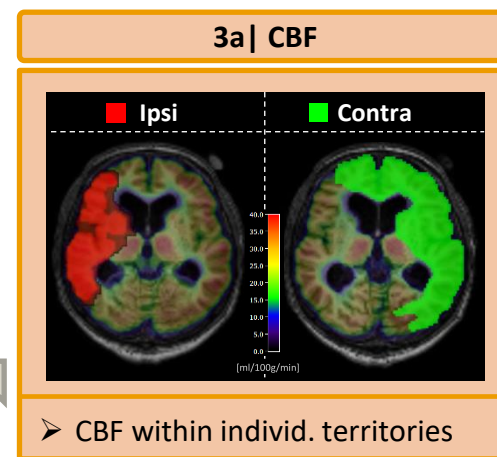 3a| CBF
Ipsi
Contra
40.0
35.0
30.0
25.0
20.0
15.0
10.0
5.0
0.0
[ml/100g/min]
➢ CBF within individ. territories